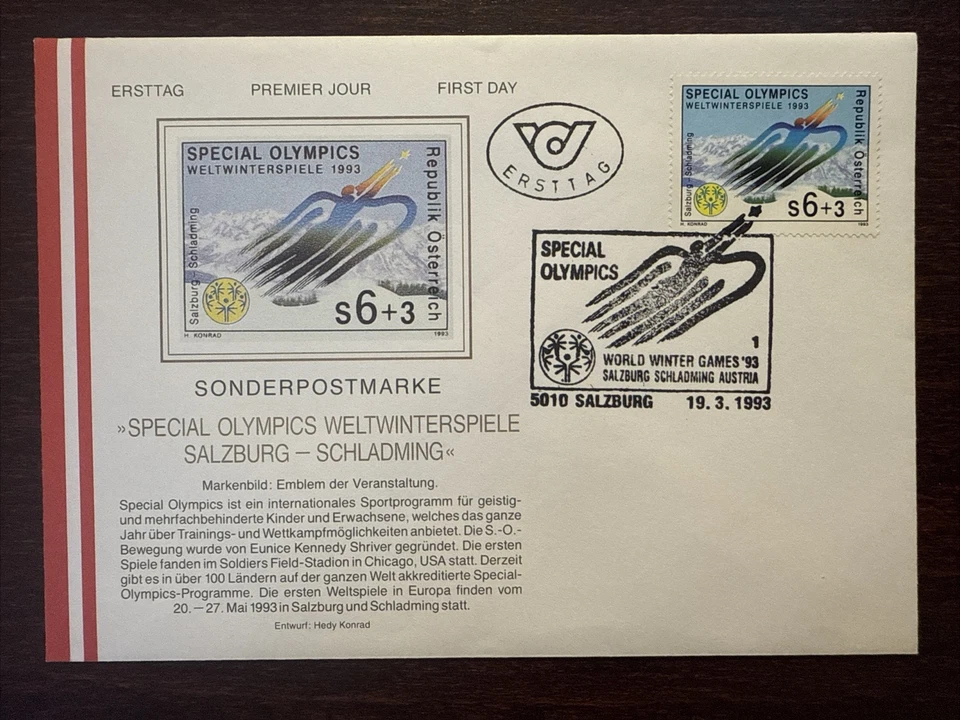 ERSTTAG PREMIER JOUR FIRST DAY
SPECIAL OLYMPICS
WELTWINTERSPIELE 1993
Republik Österreich
Salzburg – Schladming
S6+3
H. KONRAD 1993
ERSTTAG
SPECIAL OLYMPICS
WELTWINTERSPIELE 1993
Republik Österreich
Salzburg – Schladming
S6+3
H. KONRAD 1993
SPECIAL
OLYMPICS
1
WORLD WINTER GAMES '93
SALZBURG SCHLADMING AUSTRIA
5010 SALZBURG 19. 3. 1993
SONDERPOSTMARKE
»SPECIAL OLYMPICS WELTWINTERSPIELE
SALZBURG – SCHLADMING«
Markenbild: Emblem der Veranstaltung.
Special Olympics ist ein internationales Sportprogramm für geistig-
und mehrfachbehinderte Kinder und Erwachsene, welches das ganze
Jahr über Trainings- und Wettkampfmöglichkeiten anbietet. Die S.-O.-
Bewegung wurde von Eunice Kennedy Shriver gegründet. Die ersten
Spiele fanden im Soldiers Field-Stadion in Chicago, USA statt. Derzeit
gibt es in über 100 Ländern auf der ganzen Welt akkreditierte Special-
Olympics-Programme. Die ersten Weltspiele in Europa finden vom
20. – 27. Mai 1993 in Salzburg und Schladming statt.
Entwurf: Hedy Konrad